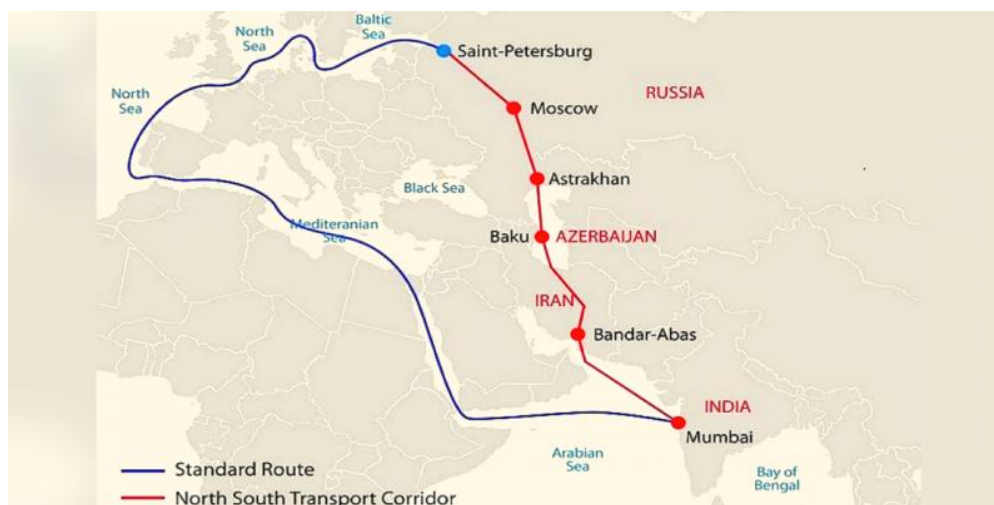 Baltic
Sea
North
Sea
Saint-Petersburg
North
Sea
RUSSIA
Moscow
Astrakhan
Black Sea
Mediteranian
Sea
Baku
AZERBAIJAN
IRAN
Bandar-Abas
INDIA
Mumbai
Arabian
Sea
Bay of
Bengal
Standard Route
North South Transport Corridor